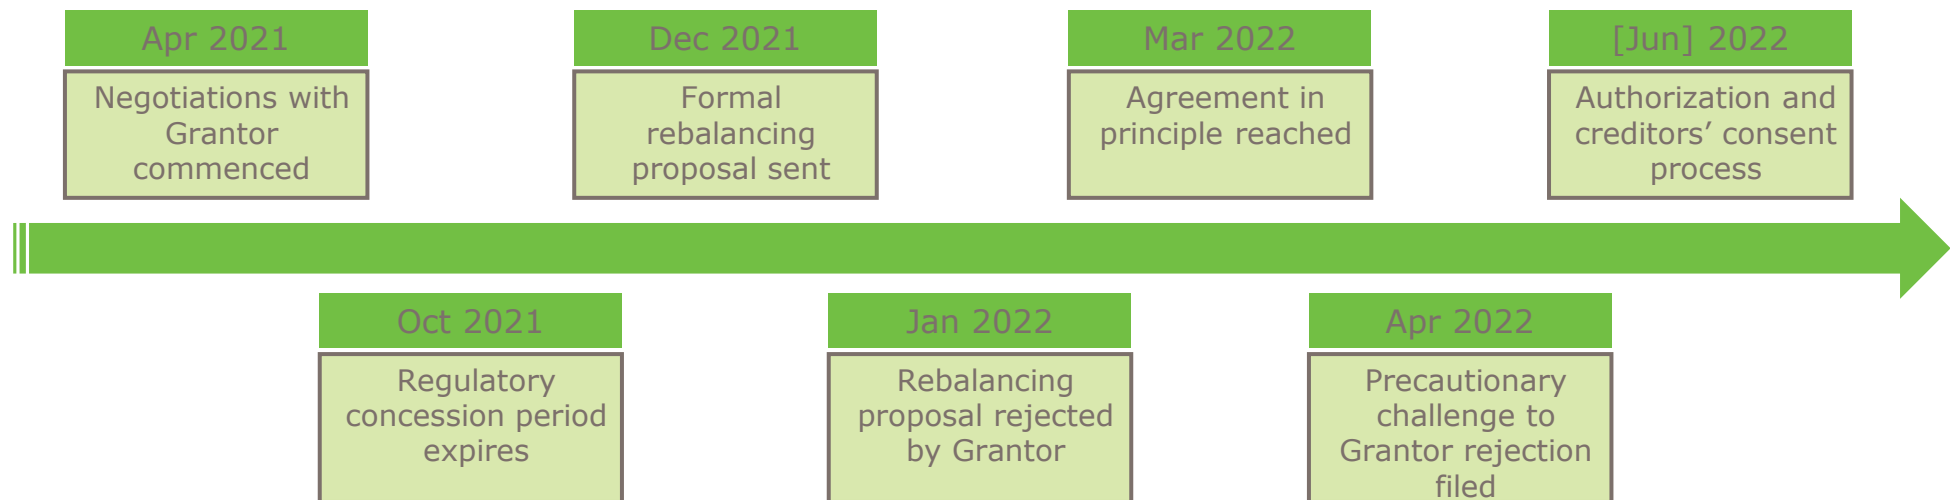 Apr 2021
Negotiations with
Grantor
commenced
Dec 2021
Formal
rebalancing
proposal sent
Mar 2022
Agreement in
principle reached
[Jun] 2022
Authorization and
creditors’ consent
process
Oct 2021
Regulatory
concession period
expires
Jan 2022
Rebalancing
proposal rejected
by Grantor
Apr 2022
Precautionary
challenge to
Grantor rejection
filed